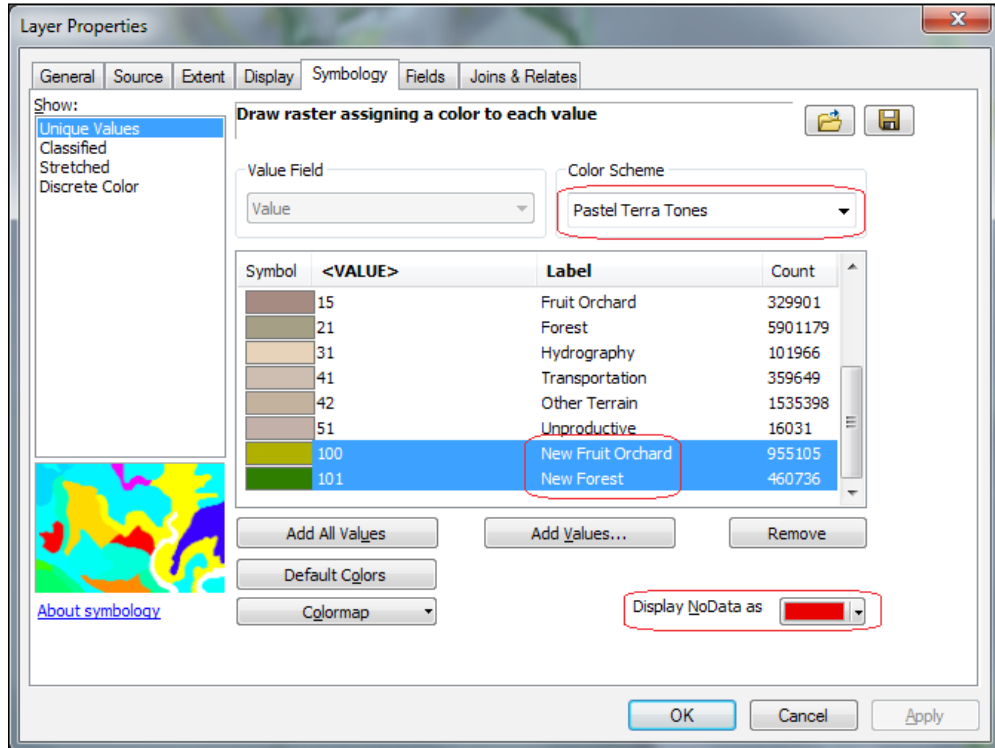 Layer Properties
General Source Extent Display Symbology Fields Joins & Relates
Show:
Unique Values
Classified
Stretched
Discrete Color
About symbology
Draw raster assigning a color to each value
Value Field
Value
Color Scheme
Pastel Terra Tones
Symbol <VALUE> Label Count
15 Fruit Orchard 329901
21 Forest 5901179
31 Hydrography 101966
41 Transportation 359649
42 Other Terrain 1535398
51 Unproductive 16031
100 New Fruit Orchard 955105
101 New Forest 460736
Add All Values Add Values... Remove
Default Colors
Colormap
Display NoData as
OK Cancel Apply